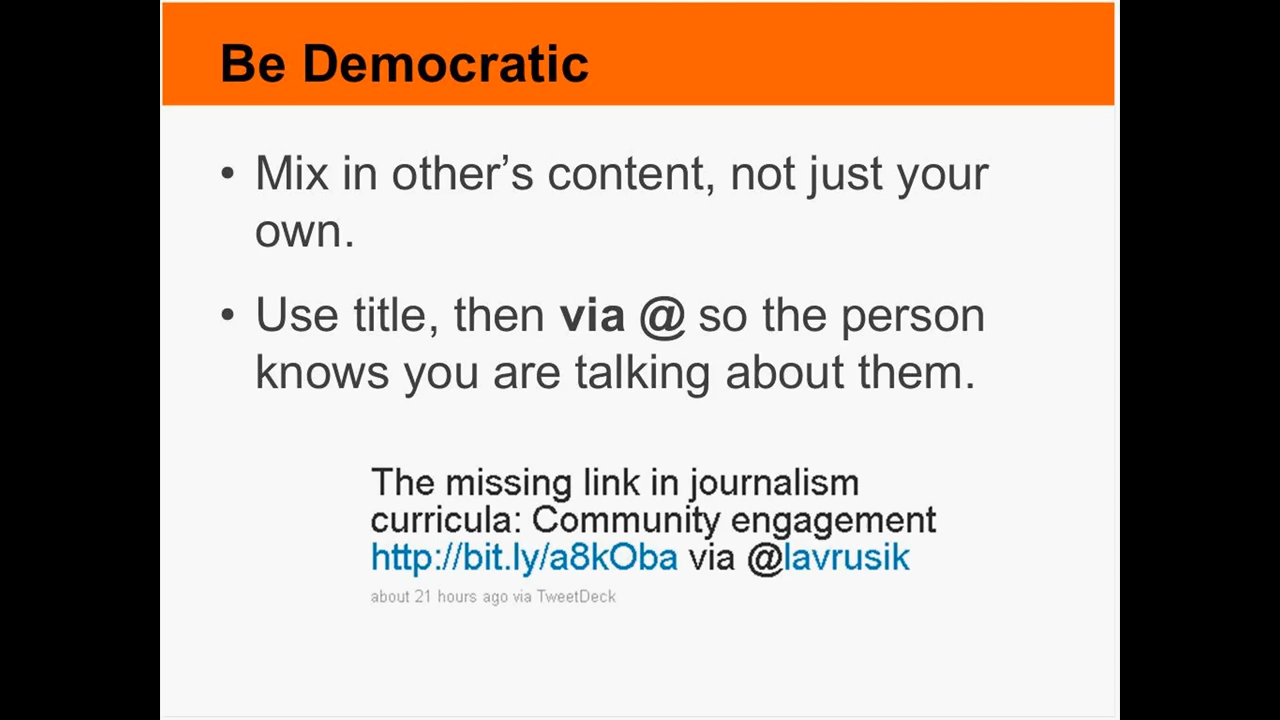 Be Democratic
• Mix in other’s content, not just your
own.
• Use title, then via @ so the person
knows you are talking about them.
The missing link in journalism
curricula: Community engagement
http://bit.ly/a8kOba via @lavrusik
about 21 hours ago via TweetDeck